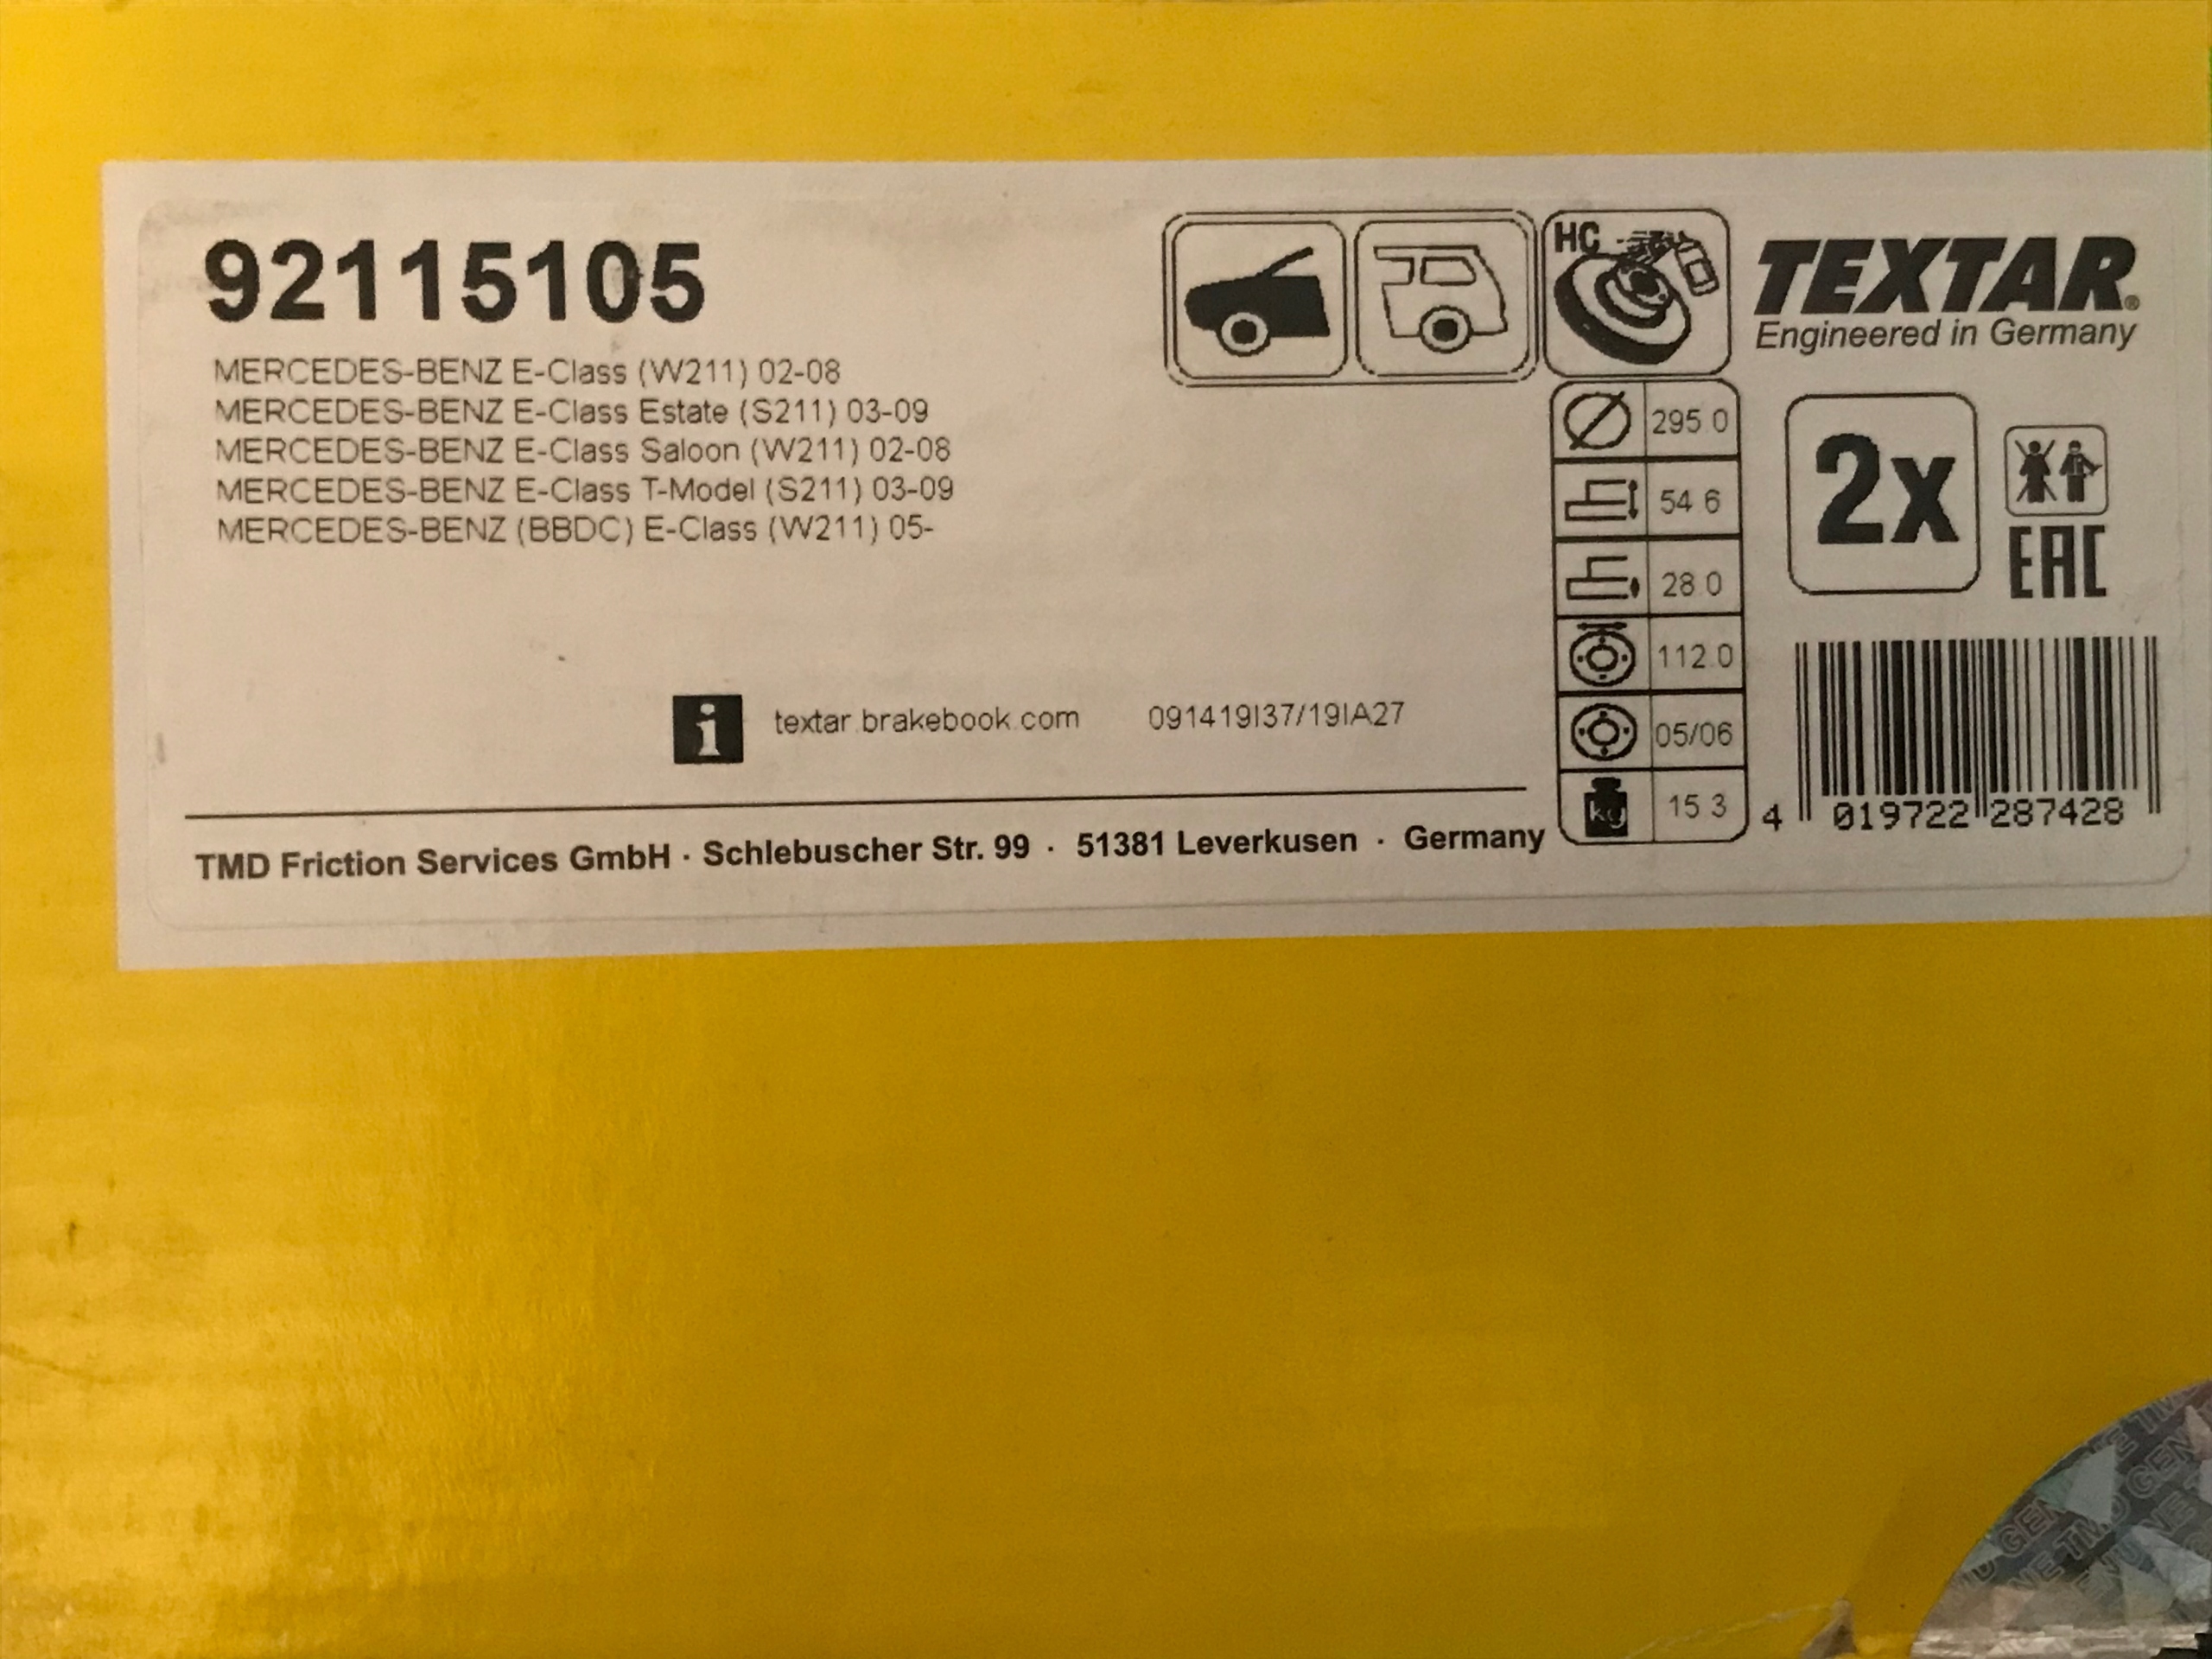 92115105
MERCEDES-BENZ E-Class (W211) 02-08
MERCEDES-BENZ E-Class Estate (S211) 03-09
MERCEDES-BENZ E-Class Saloon (W211) 02-08
MERCEDES-BENZ E-Class T-Model (S211) 03-09
MERCEDES-BENZ (BBDC) E-Class (W211) 05-
i textar.brakebook.com 091419I37/19IA27
TMD Friction Services GmbH · Schlebuscher Str. 99 · 51381 Leverkusen · Germany
HC
295.0
54.6
28.0
112.0
05/06
kg 15.3
TEXTAR®
Engineered in Germany
2x
EAC
4 019722 287428